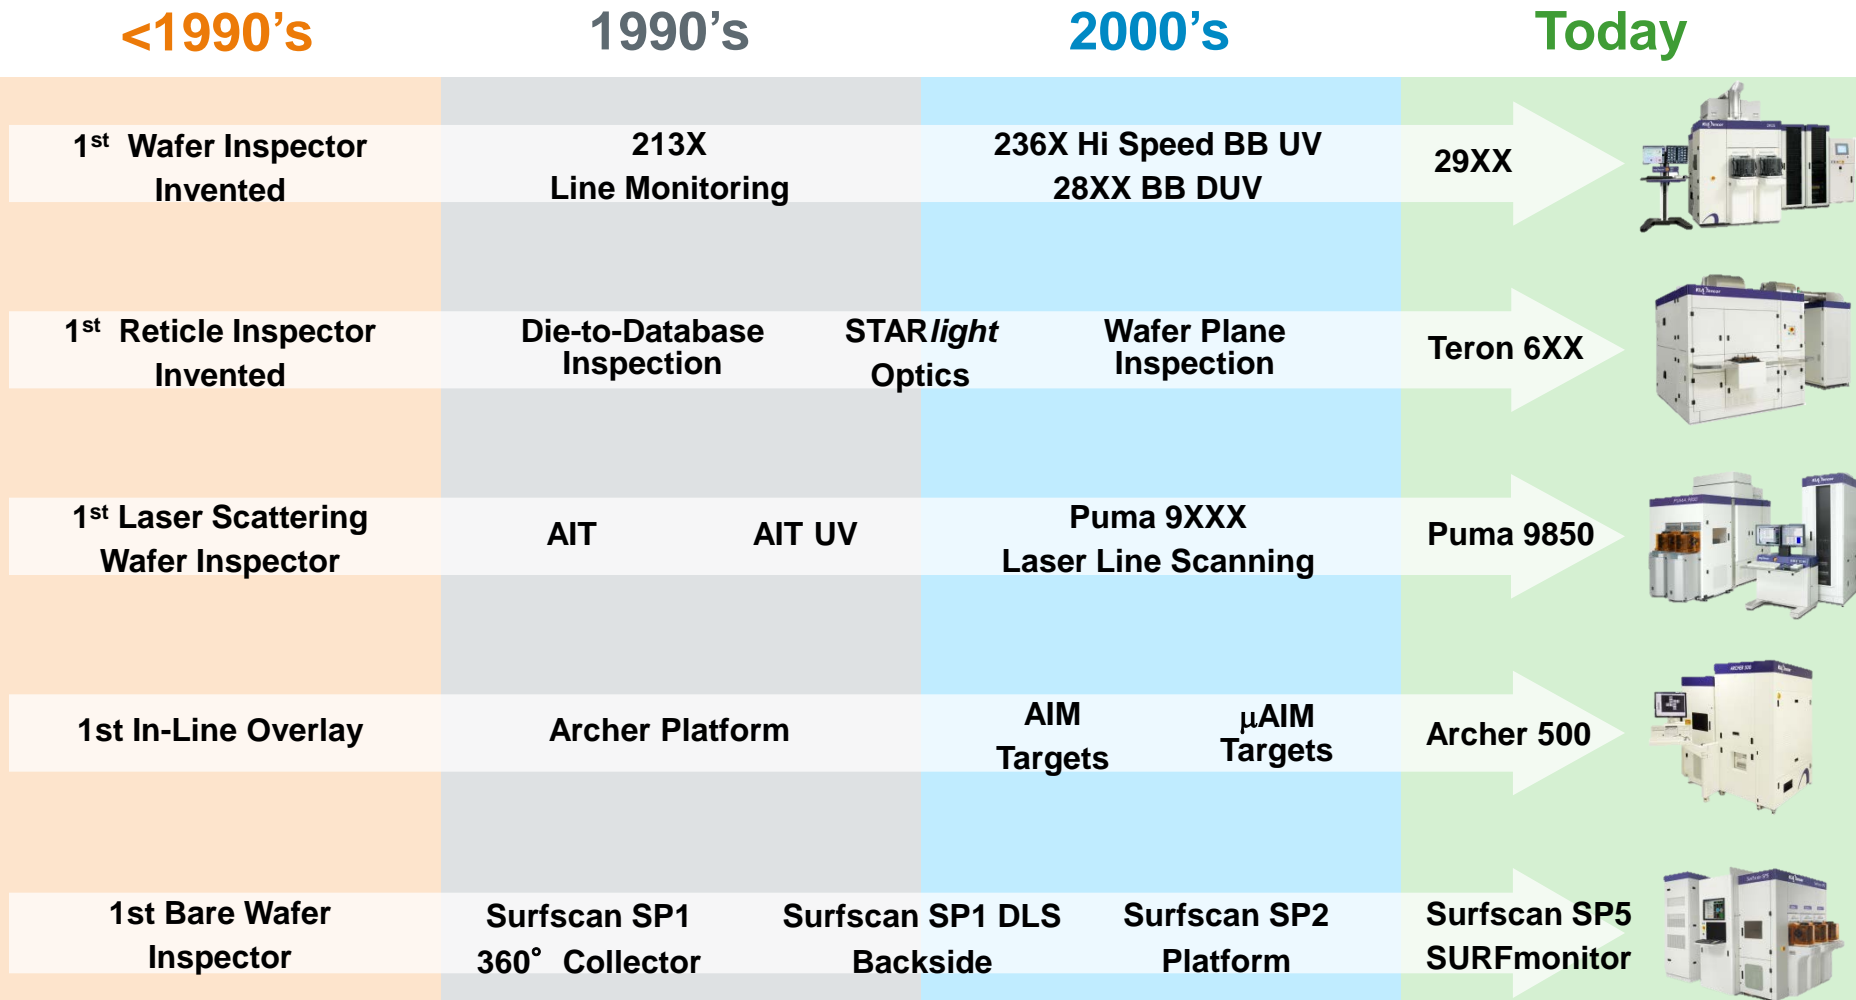 <1990’s
1990’s
2000’s
Today
1st Wafer Inspector
Invented
213X
Line Monitoring
236X Hi Speed BB UV
28XX BB DUV
29XX
1st Reticle Inspector
Invented
Die-to-Database
Inspection
STARlight
Optics
Wafer Plane
Inspection
Teron 6XX
1st Laser Scattering
Wafer Inspector
AIT
AIT UV
Puma 9XXX
Laser Line Scanning
Puma 9850
1st In-Line Overlay
Archer Platform
AIM
Targets
µAIM
Targets
Archer 500
ARCHER 500
1st Bare Wafer
Inspector
Surfscan SP1
360° Collector
Surfscan SP1 DLS
Backside
Surfscan SP2
Platform
Surfscan SP5
SURFmonitor
Surfscan SP5